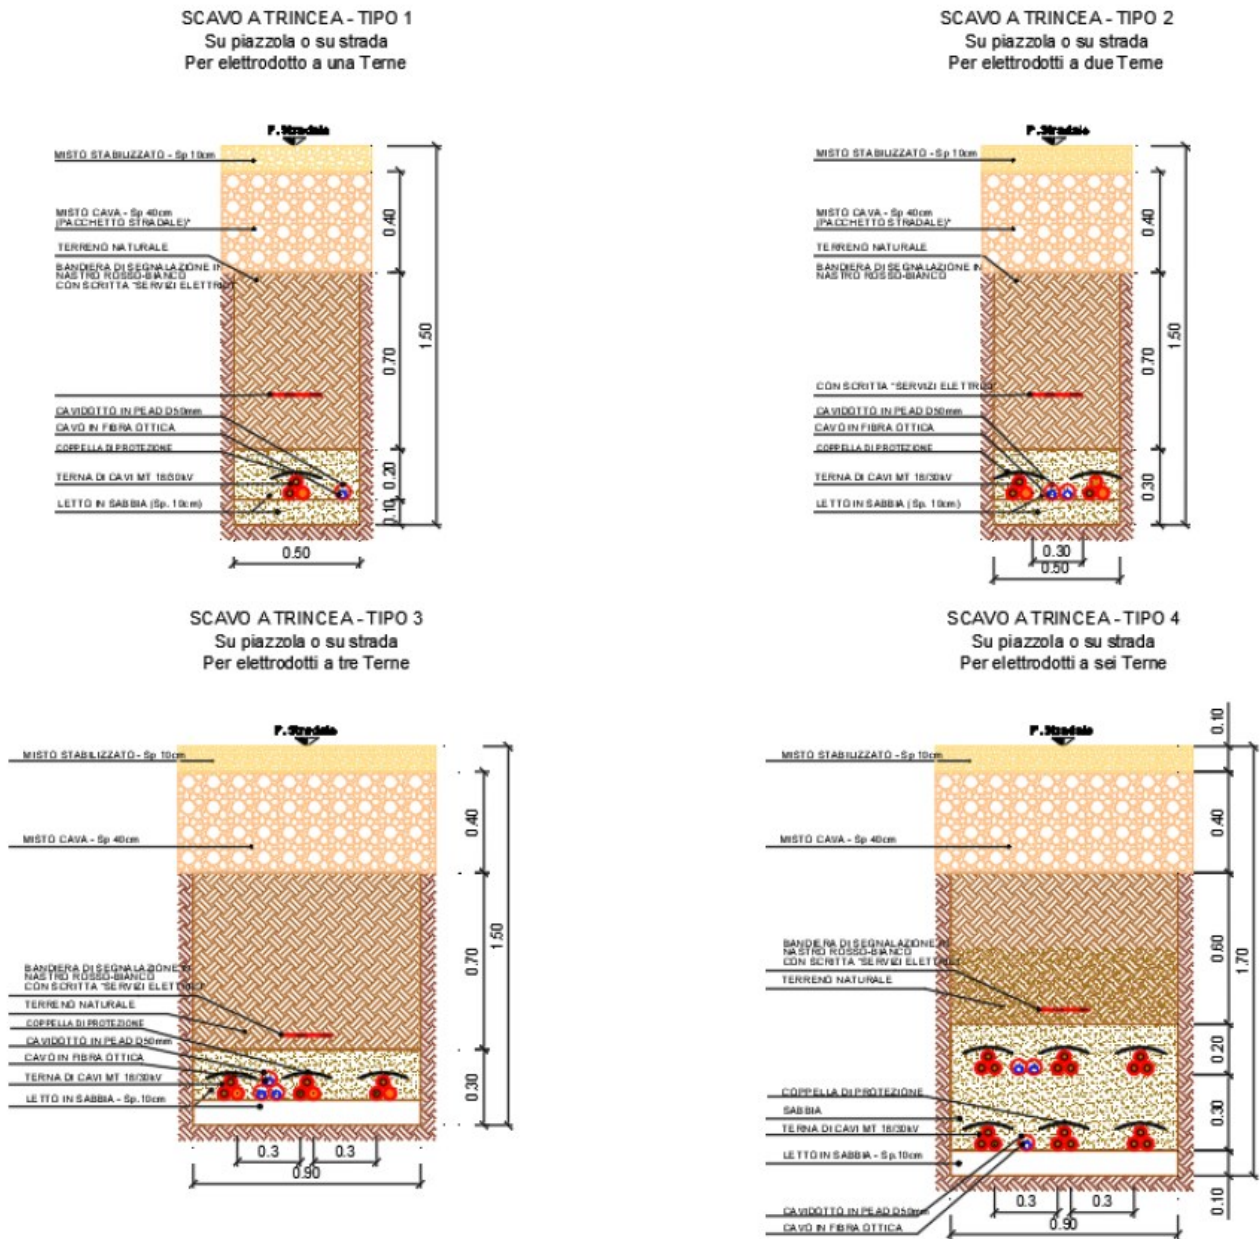 SCAVO A TRINCEA - TIPO 1
Su piazzola o su strada
Per elettrodotto a una Terne
P. Stradale
MISTO STABILIZZATO - Sp 10cm
MISTO CAVA - Sp 40cm
(PACCHETTO STRADALE)*
TERRENO NATURALE
BANDIERA DI SEGNALAZIONE IN
NASTRO ROSSO-BIANCO
CON SCRITTA "SERVIZI ELETTRICI"
CAVIDOTTO IN PEAD D50mm
CAVO IN FIBRA OTTICA
COPPELLA DI PROTEZIONE
TERNA DI CAVI MT 18/30kV
LETTO IN SABBIA (Sp. 10cm)
0.40
0.70
0.20
0.10
1.50
0.50
SCAVO A TRINCEA - TIPO 2
Su piazzola o su strada
Per elettrodotti a due Terne
P. Stradale
MISTO STABILIZZATO - Sp 10cm
MISTO CAVA - Sp 40cm
(PACCHETTO STRADALE)*
TERRENO NATURALE
BANDIERA DI SEGNALAZIONE IN
NASTRO ROSSO-BIANCO
CON SCRITTA "SERVIZI ELETTRICI"
CAVIDOTTO IN PEAD D50mm
CAVO IN FIBRA OTTICA
COPPELLA DI PROTEZIONE
TERNA DI CAVI MT 18/30kV
LETTO IN SABBIA (Sp. 10cm)
0.40
0.70
0.30
1.50
0.30
0.50
SCAVO A TRINCEA - TIPO 3
Su piazzola o su strada
Per elettrodotti a tre Terne
P. Stradale
MISTO STABILIZZATO - Sp 10cm
MISTO CAVA - Sp 40cm
BANDIERA DI SEGNALAZIONE IN
NASTRO ROSSO-BIANCO
CON SCRITTA "SERVIZI ELETTRICI"
TERRENO NATURALE
COPPELLA DI PROTEZIONE
CAVIDOTTO IN PEAD D50mm
CAVO IN FIBRA OTTICA
TERNA DI CAVI MT 18/30kV
LETTO IN SABBIA - Sp.10cm
0.40
0.70
0.30
1.50
0.3
0.3
0.90
SCAVO A TRINCEA - TIPO 4
Su piazzola o su strada
Per elettrodotti a sei Terne
P. Stradale
MISTO STABILIZZATO - Sp 10cm
MISTO CAVA - Sp 40cm
BANDIERA DI SEGNALAZIONE IN
NASTRO ROSSO-BIANCO
CON SCRITTA "SERVIZI ELETTRICI"
TERRENO NATURALE
COPPELLA DI PROTEZIONE
SABBIA
TERNA DI CAVI MT 18/30kV
LETTO IN SABBIA - Sp.10cm
CAVIDOTTO IN PEAD D50mm
CAVO IN FIBRA OTTICA
0.10
0.40
0.60
0.20
0.30
0.10
1.70
0.3
0.3
0.90